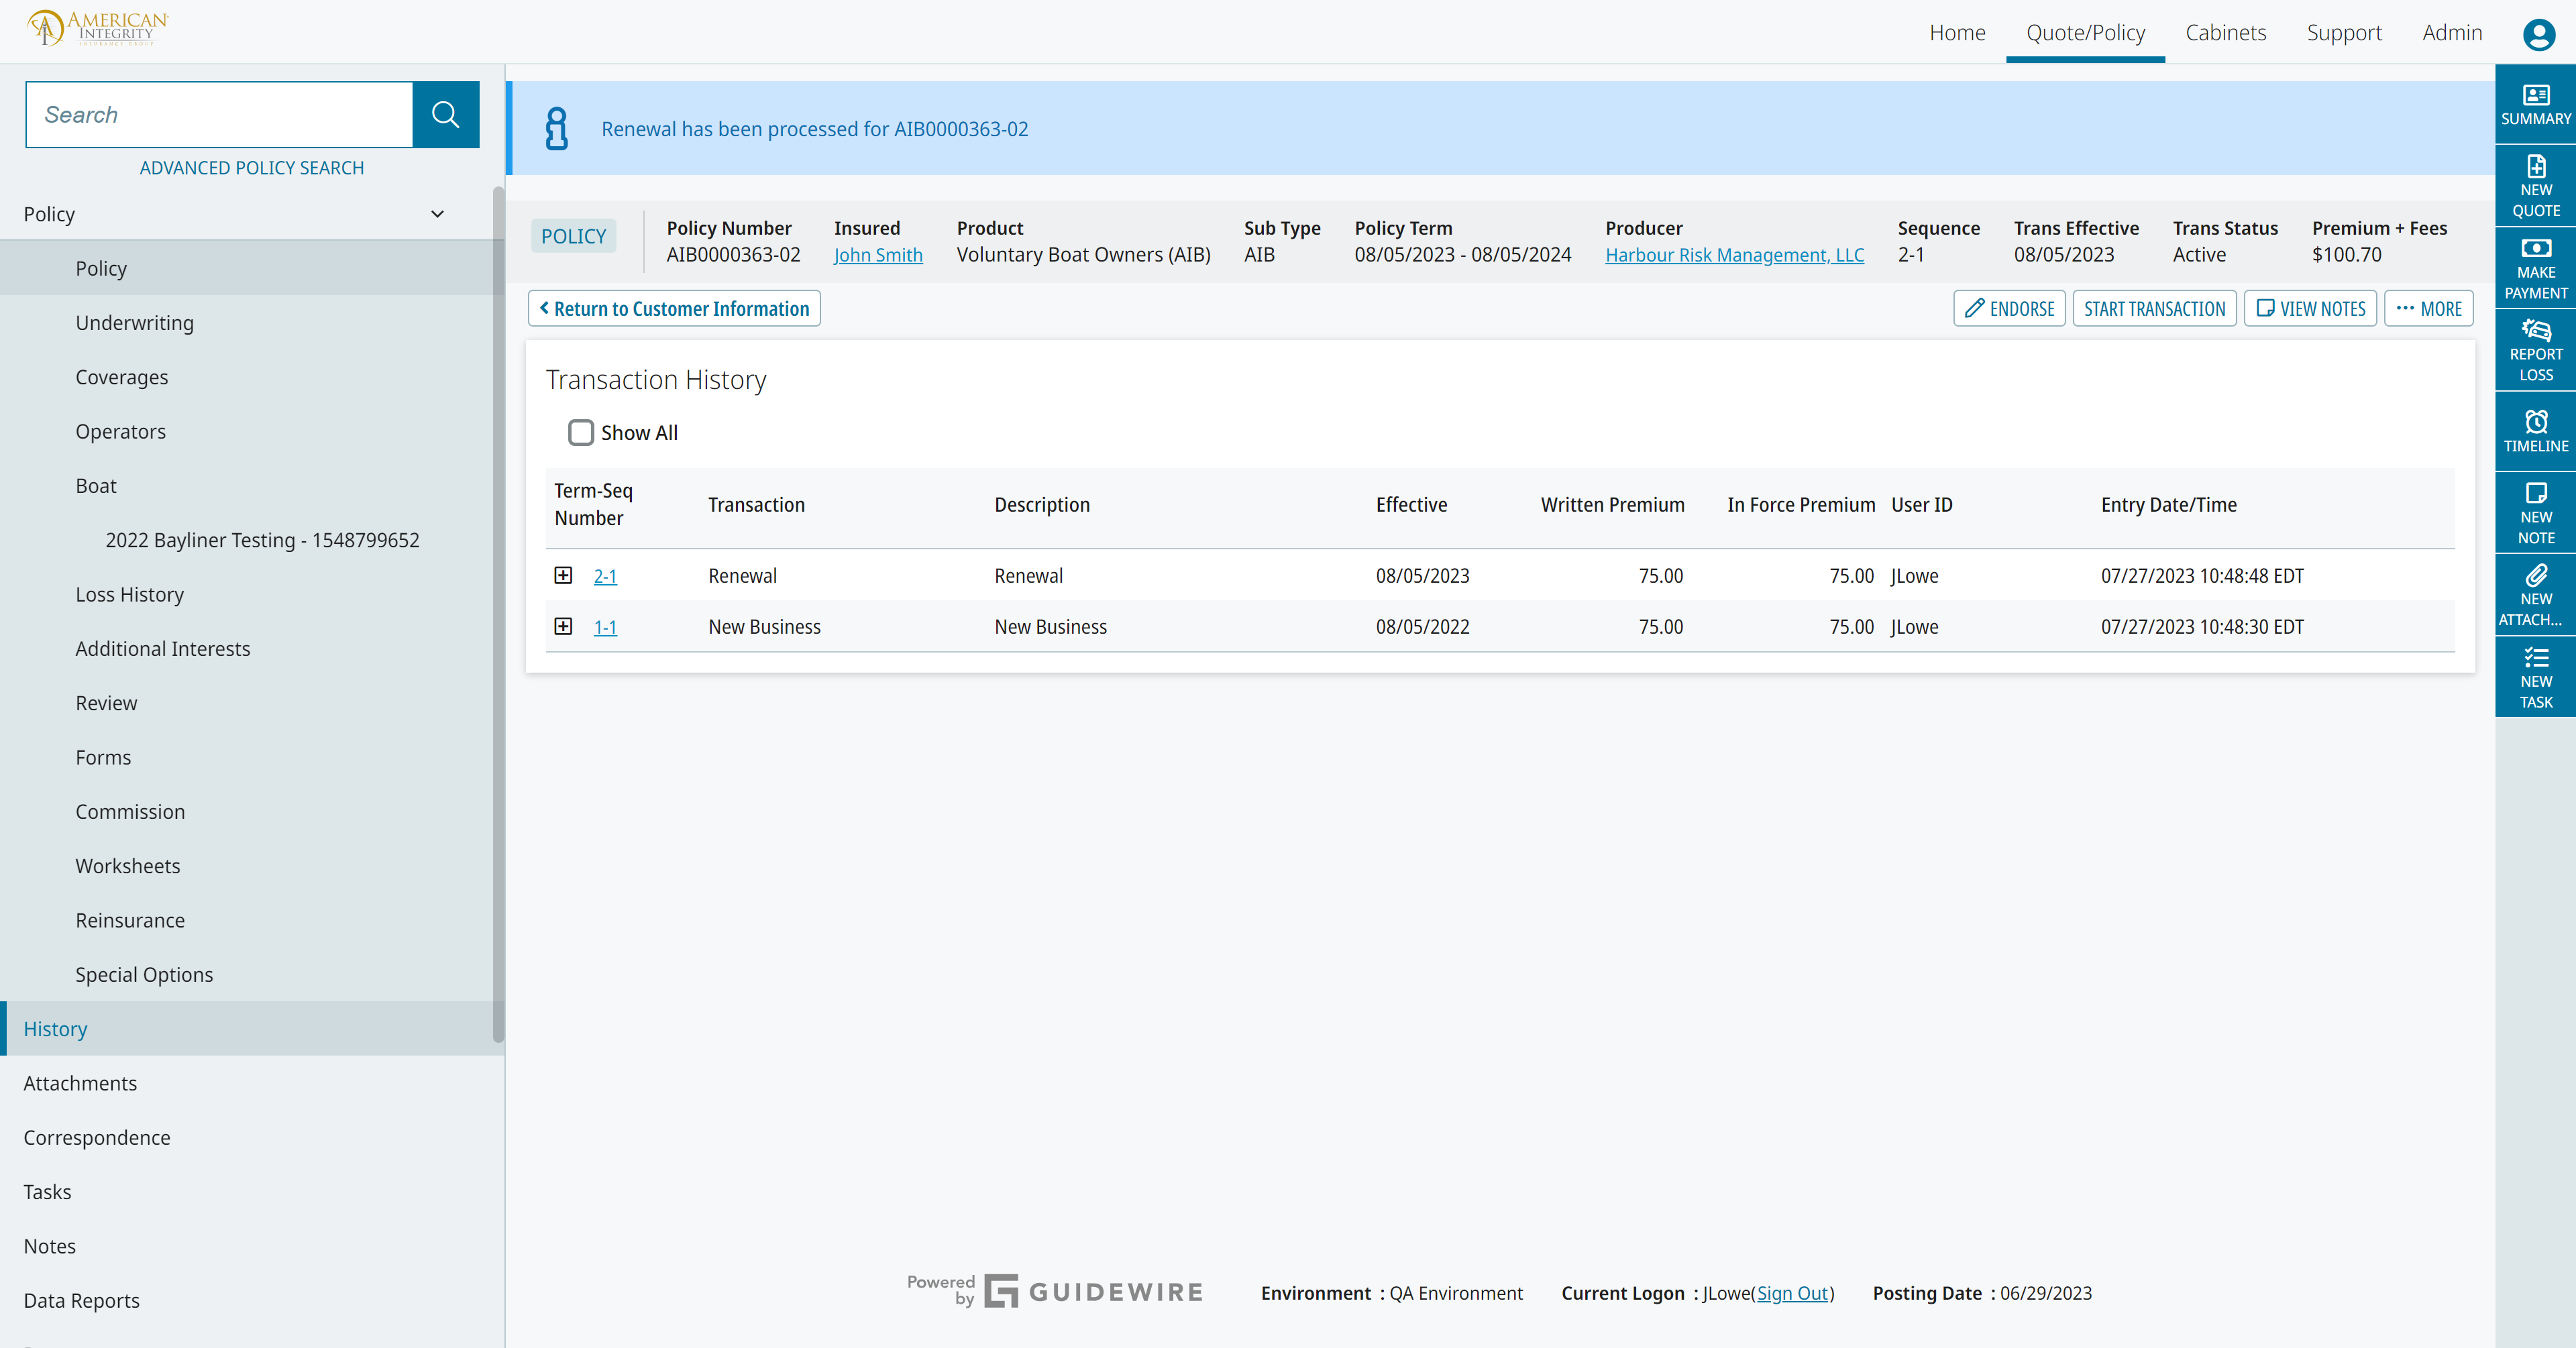 AMERICAN
INTEGRITY
INSURANCE GROUP
Home
Quote/Policy
Cabinets
Support
Admin
Search
ADVANCED POLICY SEARCH
Policy
Policy
Underwriting
Coverages
Operators
Boat
2022 Bayliner Testing - 1548799652
Loss History
Additional Interests
Review
Forms
Commission
Worksheets
Reinsurance
Special Options
History
Attachments
Correspondence
Tasks
Notes
Data Reports
Renewal has been processed for AIB0000363-02
POLICY
Policy Number Insured Product Sub Type Policy Term Producer Sequence Trans Effective Trans Status Premium + Fees
AIB0000363-02 John Smith Voluntary Boat Owners (AIB) AIB 08/05/2023 - 08/05/2024 Harbour Risk Management, LLC 2-1 08/05/2023 Active $100.70
Return to Customer Information
ENDORSE
START TRANSACTION
VIEW NOTES
MORE
Transaction History
Show All
Term-Seq Number Transaction Description Effective Written Premium In Force Premium User ID Entry Date/Time
2-1 Renewal Renewal 08/05/2023 75.00 75.00 JLowe 07/27/2023 10:48:48 EDT
1-1 New Business New Business 08/05/2022 75.00 75.00 JLowe 07/27/2023 10:48:30 EDT
SUMMARY
NEW
QUOTE
MAKE
PAYMENT
REPORT
LOSS
TIMELINE
NEW
NOTE
NEW
ATTACH...
NEW
TASK
Powered
by
GUIDEWIRE
Environment : QA Environment Current Logon : JLowe(Sign Out) Posting Date : 06/29/2023